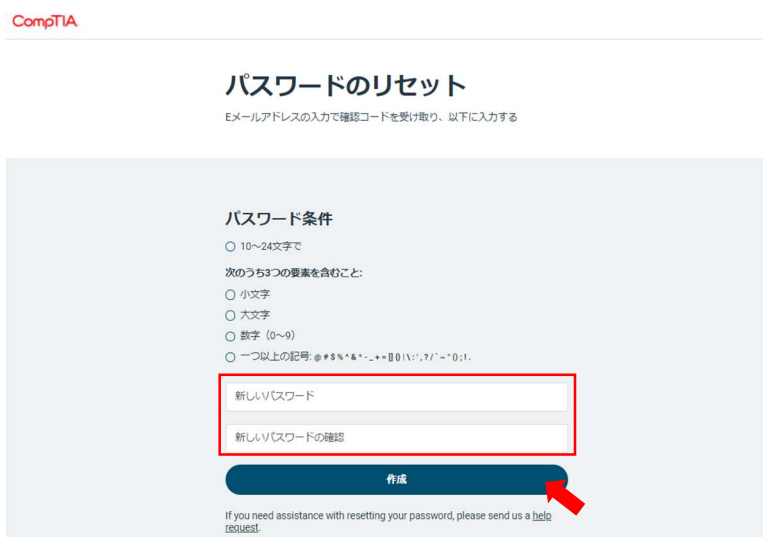 CompTIA.
パスワードのリセット
Eメールアドレスの入力で確認コードを受け取り、以下に入力する
パスワード条件
10～24文字で
次のうち3つの要素を含むこと:
小文字
大文字
数字（0～9）
一つ以上の記号: @ # $ % ^ & * - _ + = [] {} | \ : ' , ? / ` ~ " () ; ! .
新しいパスワード
新しいパスワードの確認
作成
If you need assistance with resetting your password, please send us a help
request.